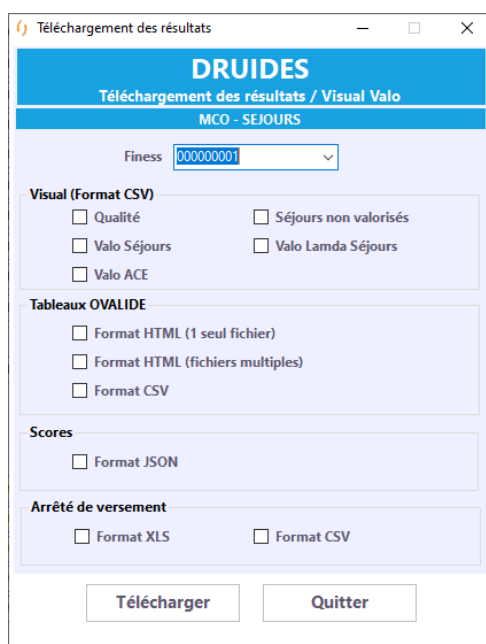 Téléchargement des résultats
DRUIDES
Téléchargement des résultats / Visual Valo
MCO - SEJOURS
Finess 000000001
Visual (Format CSV)
Qualité Séjours non valorisés
Valo Séjours Valo Lamda Séjours
Valo ACE
Tableaux OVALIDE
Format HTML (1 seul fichier)
Format HTML (fichiers multiples)
Format CSV
Scores
Format JSON
Arrêté de versement
Format XLS Format CSV
Télécharger Quitter